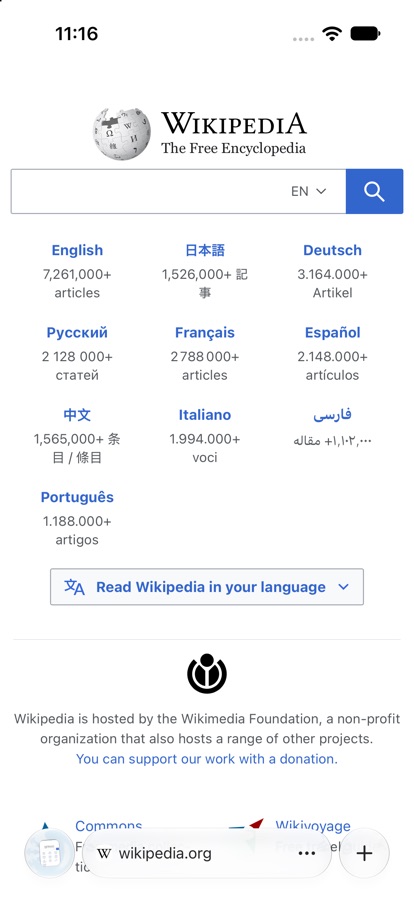 11:16
WIKIPEDIA
The Free Encyclopedia
EN
English
7,261,000+
articles
日本語
1,526,000+ 記
事
Deutsch
3.164.000+
Artikel
Русский
2 128 000+
статей
Français
2 788 000+
articles
Español
2.148.000+
artículos
中文
1,565,000+ 条
目 / 條目
Italiano
1.994.000+
voci
فارسی
۱٬۱۰۲٬۰۰۰+ مقاله
Português
1.188.000+
artigos
Read Wikipedia in your language
Wikipedia is hosted by the Wikimedia Foundation, a non-profit
organization that also hosts a range of other projects.
You can support our work with a donation.
Commons
Wikivoyage
W wikipedia.org